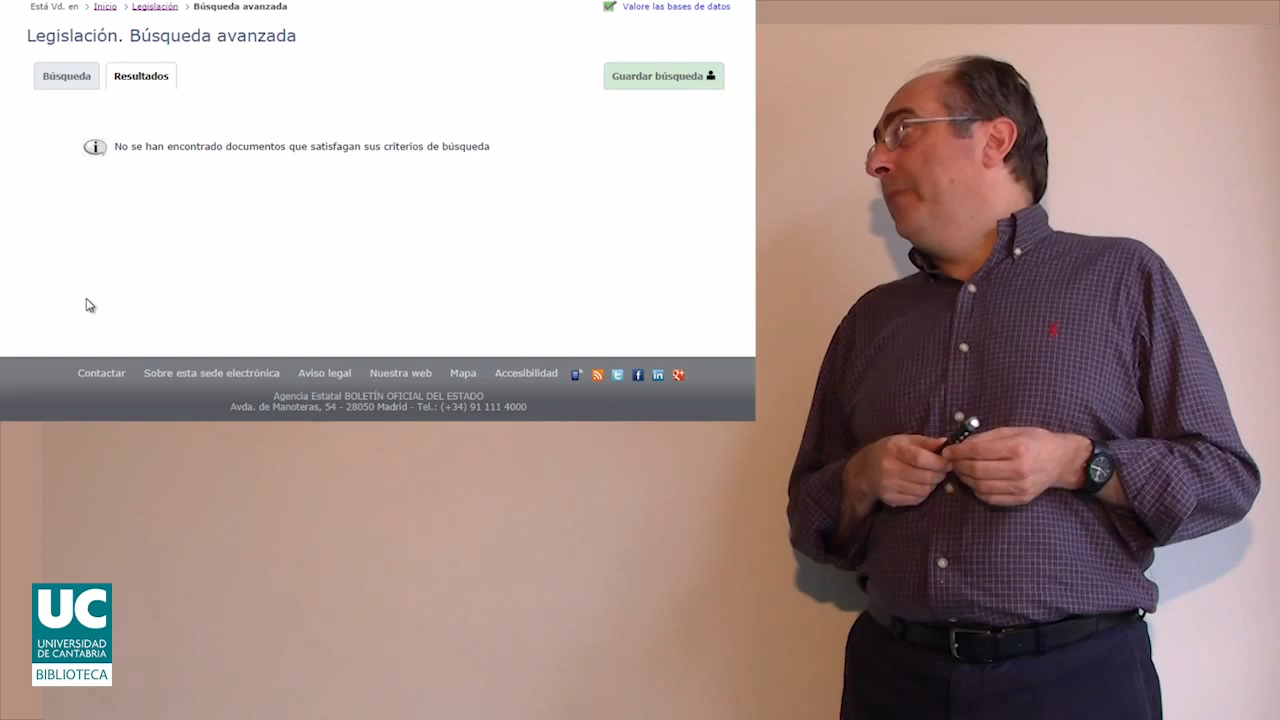 Está Vd. en > Inicio > Legislación > Búsqueda avanzada
Valore las bases de datos
Legislación. Búsqueda avanzada
Búsqueda
Resultados
Guardar búsqueda
No se han encontrado documentos que satisfagan sus criterios de búsqueda
Contactar Sobre esta sede electrónica Aviso legal Nuestra web Mapa Accesibilidad
Agencia Estatal BOLETÍN OFICIAL DEL ESTADO
Avda. de Manoteras, 54 - 28050 Madrid - Tel.: (+34) 91 111 4000
UC
UNIVERSIDAD
DE CANTABRIA
BIBLIOTECA